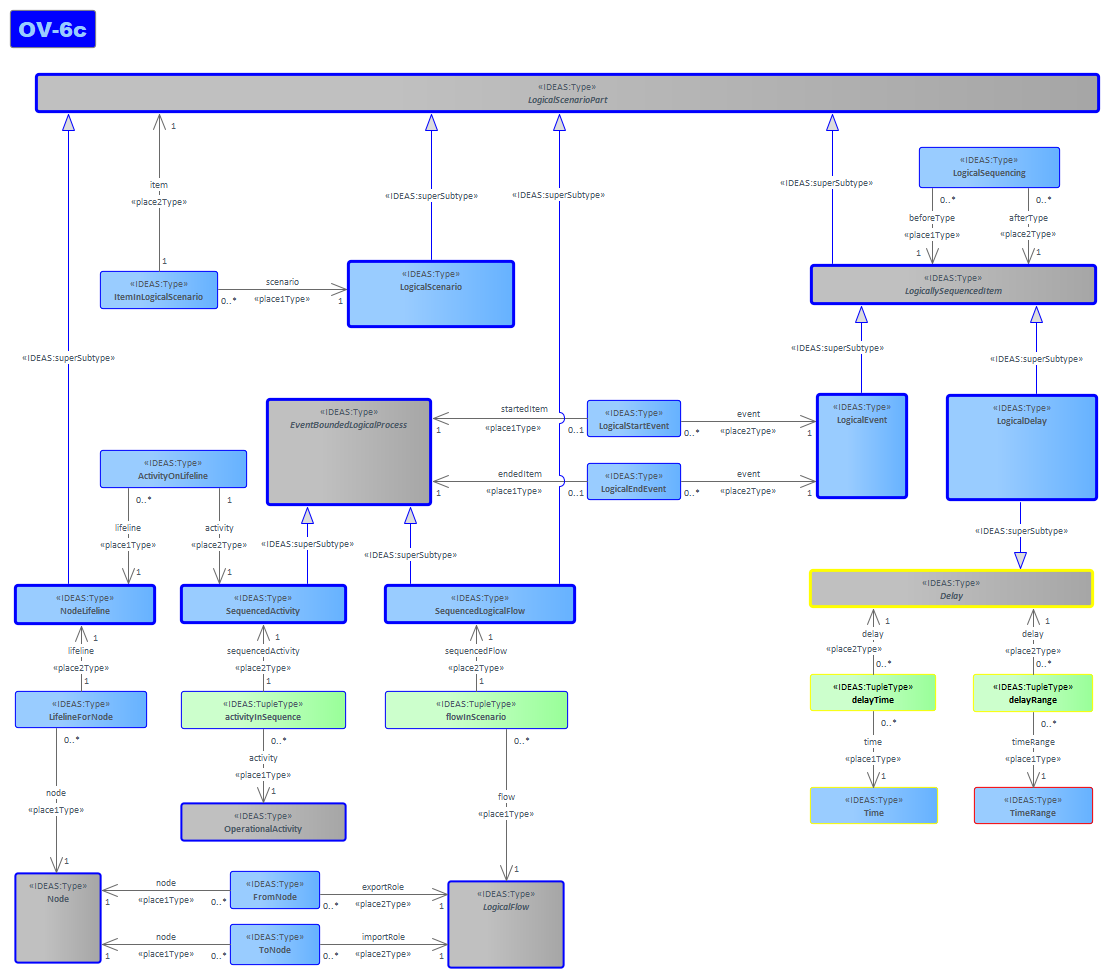 OV-6c
«IDEAS:Type»
LogicalScenarioPart
1
item
«place2Type»
1
«IDEAS:superSubtype»
«IDEAS:superSubtype»
«IDEAS:superSubtype»
«IDEAS:Type»
LogicalSequencing
0..*
0..*
beforeType
«place1Type»
1
afterType
«place2Type»
1
«IDEAS:Type»
ItemInLogicalScenario
scenario
0..*
«place1Type»
1
«IDEAS:Type»
LogicalScenario
«IDEAS:Type»
LogicallySequencedItem
«IDEAS:superSubtype»
«IDEAS:superSubtype»
«IDEAS:superSubtype»
«IDEAS:Type»
EventBoundedLogicalProcess
startedItem
1
«place1Type»
0..1
«IDEAS:Type»
LogicalStartEvent
event
0..*
«place2Type»
1
«IDEAS:Type»
LogicalEvent
«IDEAS:Type»
LogicalDelay
endedItem
1
«place1Type»
0..1
«IDEAS:Type»
LogicalEndEvent
event
0..*
«place2Type»
1
«IDEAS:Type»
ActivityOnLifeline
0..*
1
lifeline
«place1Type»
1
activity
«place2Type»
1
«IDEAS:superSubtype»
«IDEAS:superSubtype»
«IDEAS:superSubtype»
«IDEAS:Type»
NodeLifeline
«IDEAS:Type»
SequencedActivity
«IDEAS:Type»
SequencedLogicalFlow
«IDEAS:Type»
Delay
1
lifeline
«place2Type»
1
1
sequencedActivity
«place2Type»
1
1
sequencedFlow
«place2Type»
1
1
delay
«place2Type»
0..*
1
delay
«place2Type»
0..*
«IDEAS:Type»
LifelineForNode
«IDEAS:TupleType»
activityInSequence
«IDEAS:TupleType»
flowInScenario
«IDEAS:TupleType»
delayTime
«IDEAS:TupleType»
delayRange
0..*
node
«place1Type»
1
0..*
activity
«place1Type»
1
0..*
flow
«place1Type»
1
0..*
time
«place1Type»
1
0..*
timeRange
«place1Type»
1
«IDEAS:Type»
OperationalActivity
«IDEAS:Type»
Time
«IDEAS:Type»
TimeRange
«IDEAS:Type»
Node
node
1
«place1Type»
0..*
«IDEAS:Type»
FromNode
exportRole
0..*
«place2Type»
1
«IDEAS:Type»
LogicalFlow
node
1
«place1Type»
0..*
«IDEAS:Type»
ToNode
importRole
0..*
«place2Type»
1